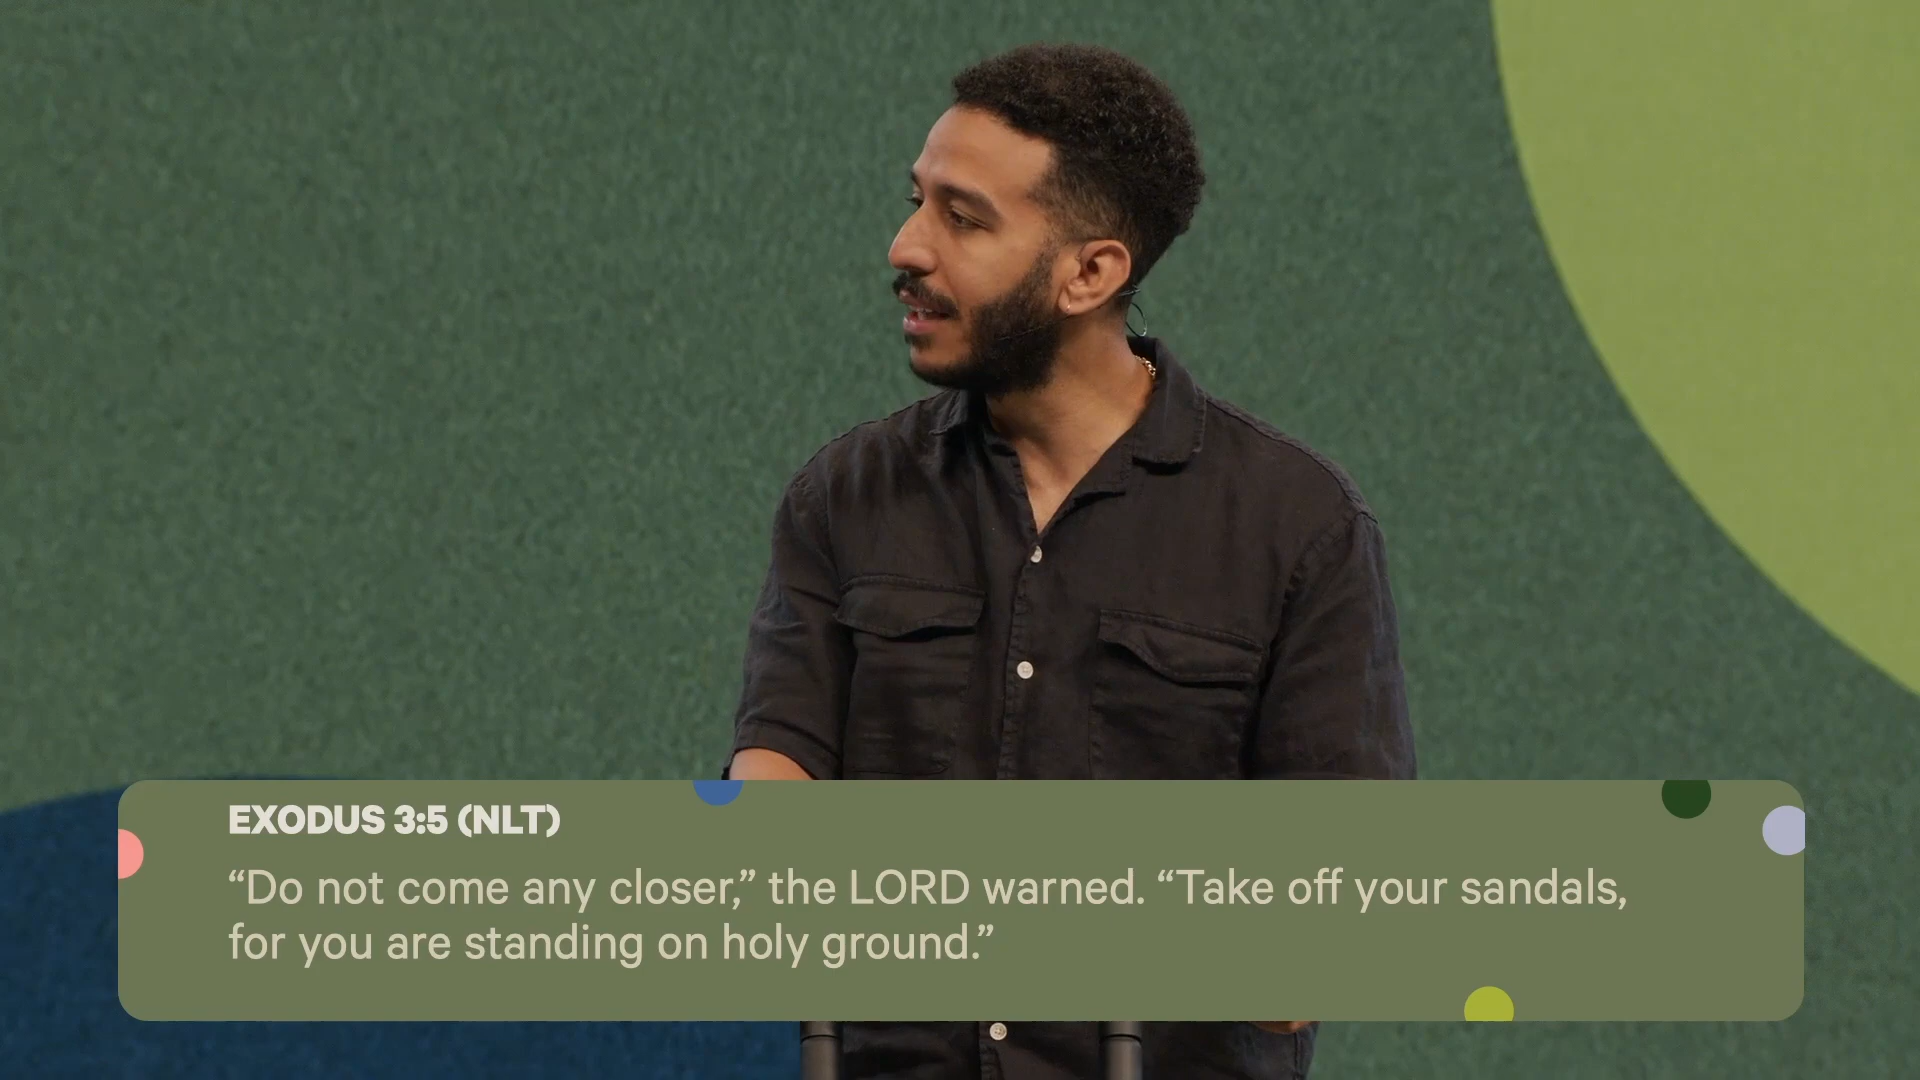 EXODUS 3:5 (NLT)
“Do not come any closer,” the LORD warned. “Take off your sandals,
for you are standing on holy ground.”